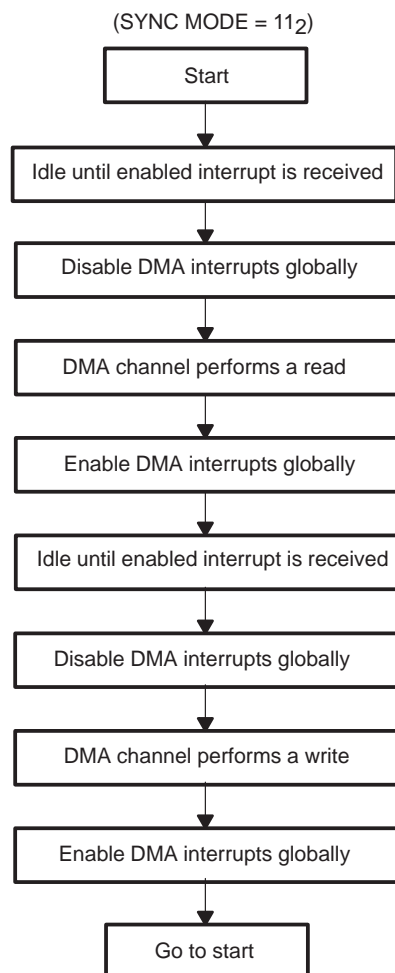 (SYNC MODE = 11₂)
Start
Idle until enabled interrupt is received
Disable DMA interrupts globally
DMA channel performs a read
Enable DMA interrupts globally
Idle until enabled interrupt is received
Disable DMA interrupts globally
DMA channel performs a write
Enable DMA interrupts globally
Go to start